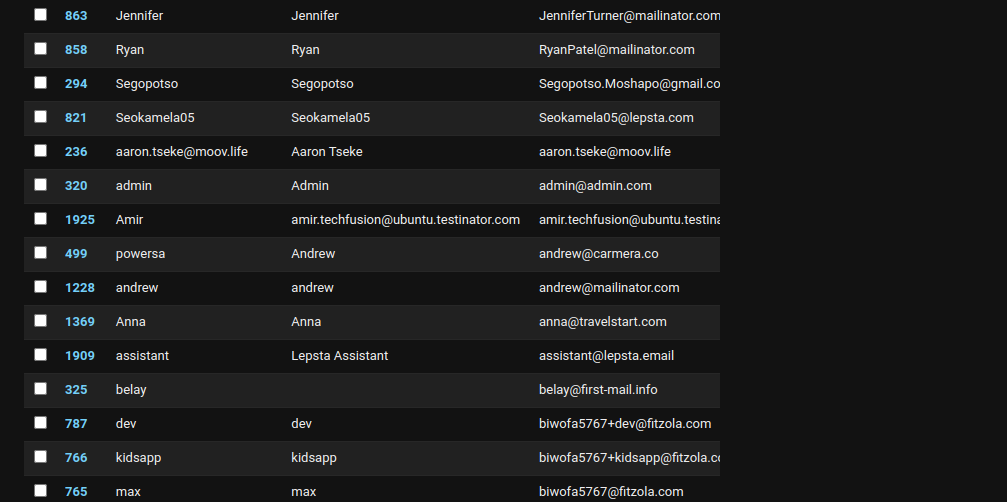 863 Jennifer Jennifer JenniferTurner@mailinator.com
858 Ryan Ryan RyanPatel@mailinator.com
294 Segopotso Segopotso Segopotso.Moshapo@gmail.co
821 Seokamela05 Seokamela05 Seokamela05@lepsta.com
236 aaron.tseke@moov.life Aaron Tseke aaron.tseke@moov.life
320 admin Admin admin@admin.com
1925 Amir amir.techfusion@ubuntu.testinator.com amir.techfusion@ubuntu.testina
499 powersa Andrew andrew@carmera.co
1228 andrew andrew andrew@mailinator.com
1369 Anna Anna anna@travelstart.com
1909 assistant Lepsta Assistant assistant@lepsta.email
325 belay belay@first-mail.info
787 dev dev biwofa5767+dev@fitzola.com
766 kidsapp kidsapp biwofa5767+kidsapp@fitzola.c
765 max max biwofa5767@fitzola.com